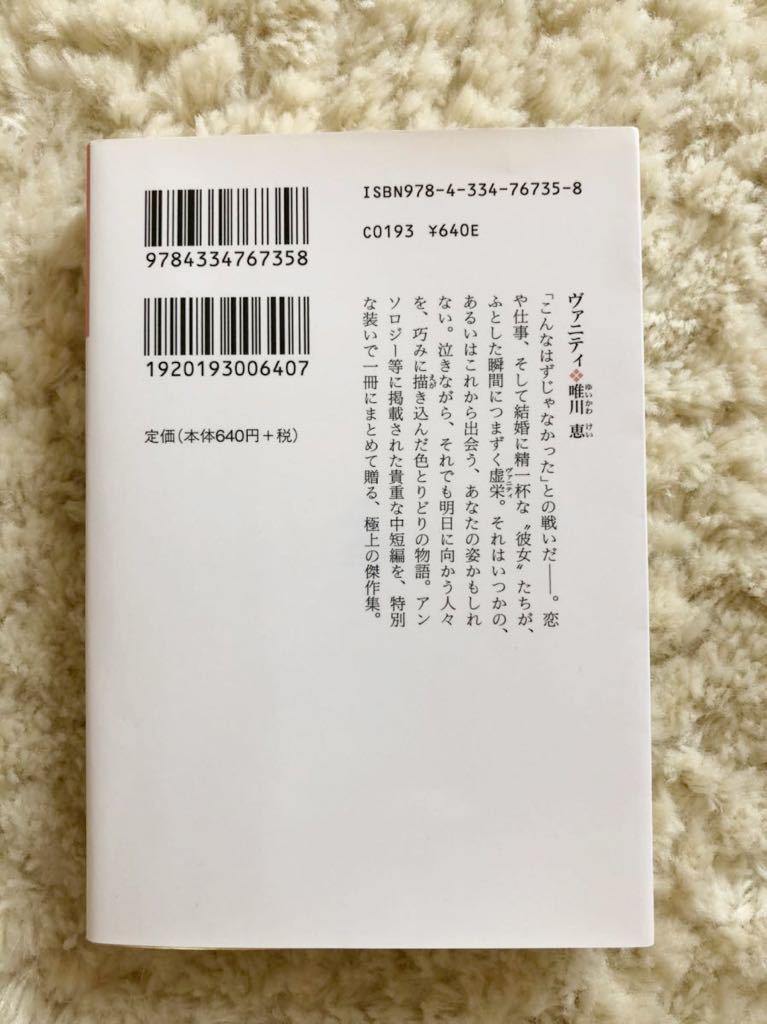 ISBN978-4-334-76735-8
C0193 ¥640E
9784334767358
1920193006407
定価(本体640円+税)
ヴァニティ❖唯川 恵
ゆいかわ けい
「こんなはずじゃなかった」との戦いだ――。恋
や仕事、そして結婚に精一杯な〝彼女〟たちが、
ふとした瞬間につまずく虚栄。それはいつかの、
ヴァニティ
あるいはこれから出会う、あなたの姿かもしれ
ない。泣きながら、それでも明日に向かう人々
を、巧みに描き込んだ色とりどりの物語。アン
えが
ソロジー等に掲載された貴重な中短編を、特別
な装いで一冊にまとめて贈る、極上の傑作集。